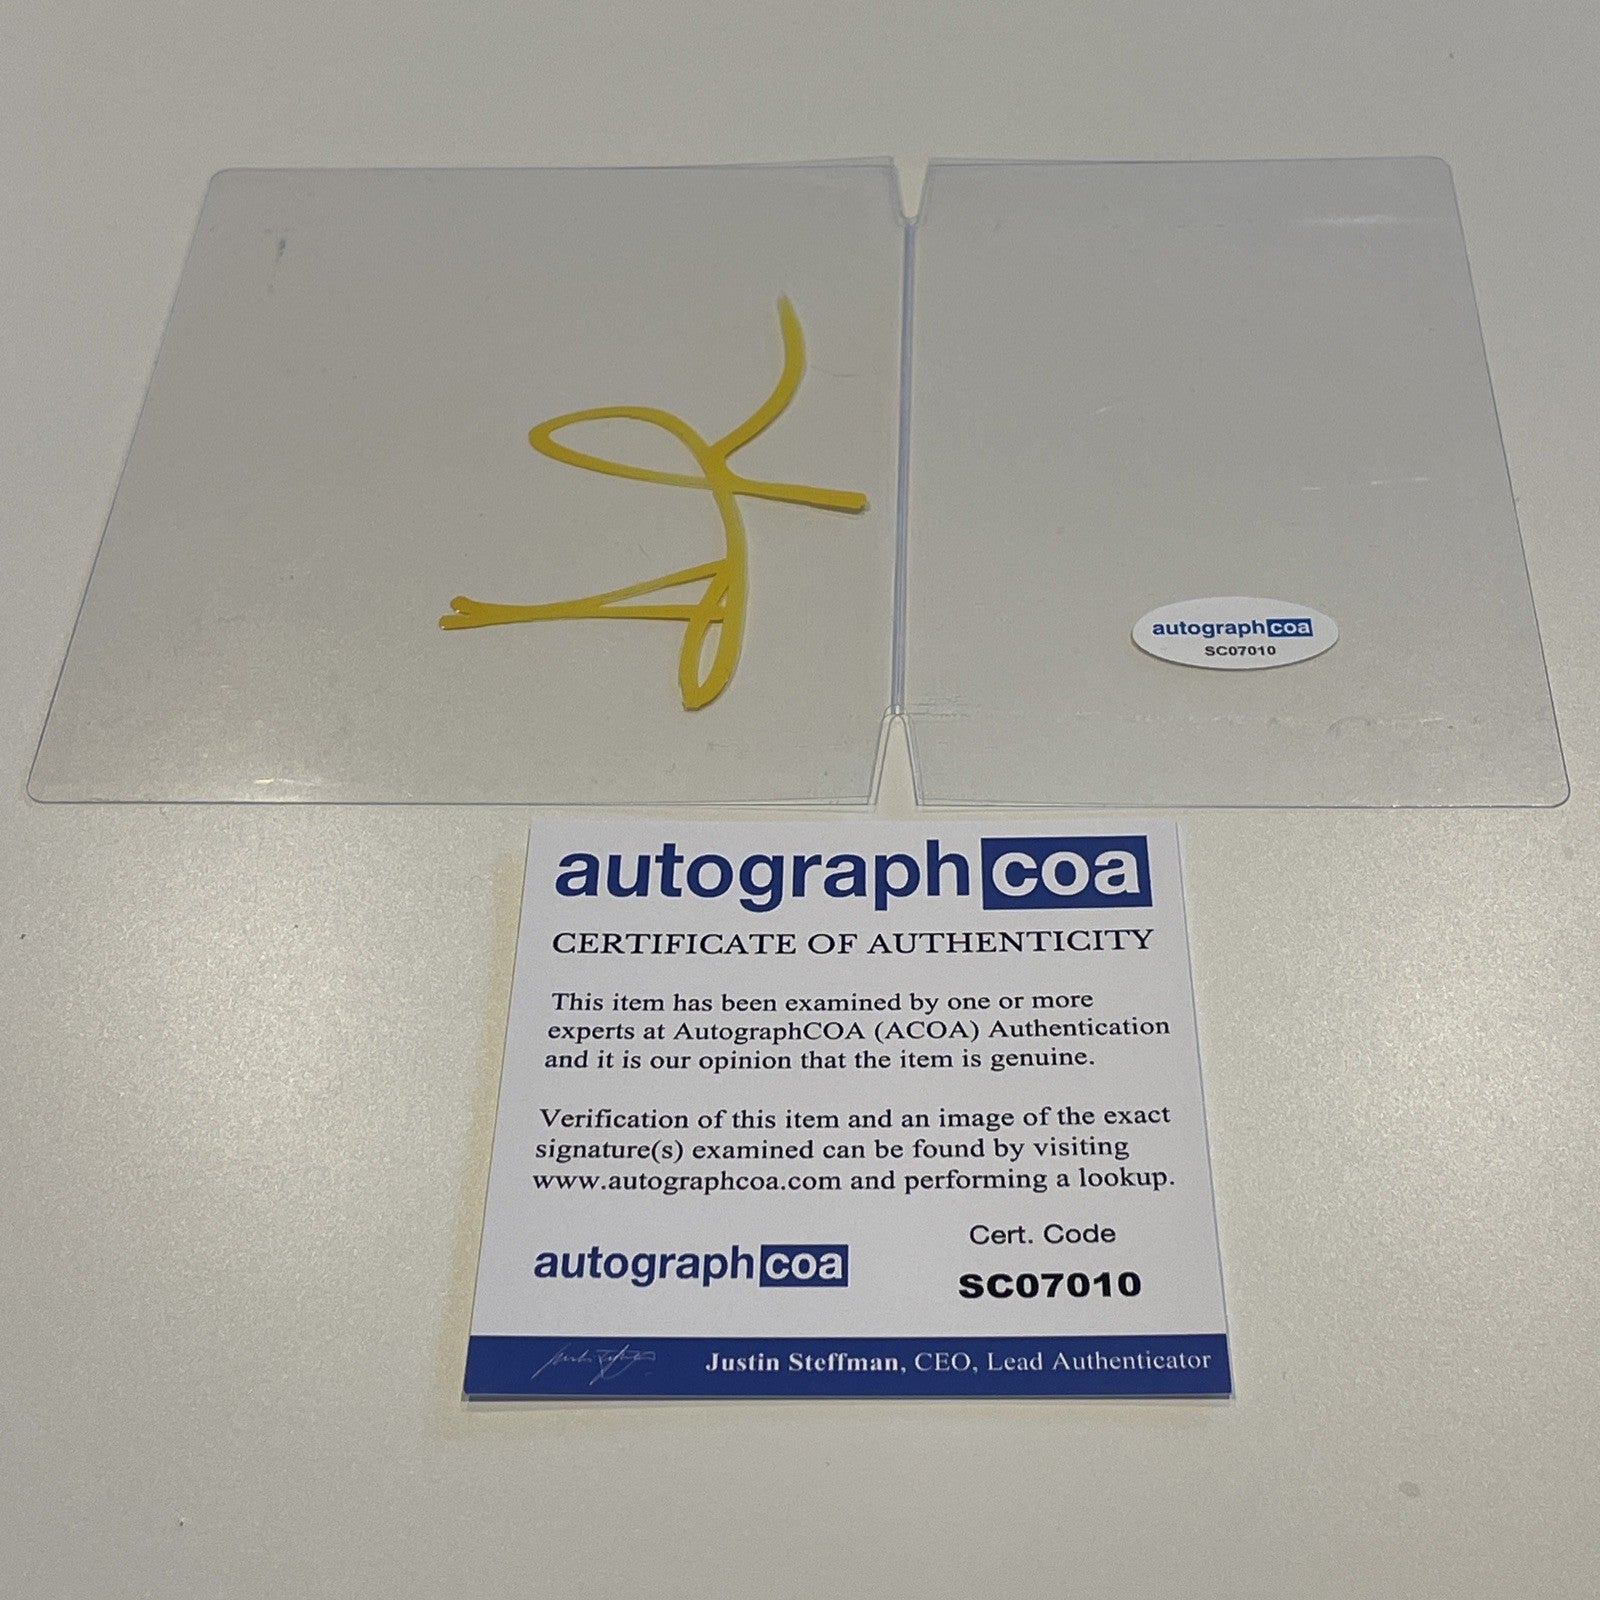 autographcoa
SC07010
autographcoa
CERTIFICATE OF AUTHENTICITY
This item has been examined by one or more
experts at AutographCOA (ACOA) Authentication
and it is our opinion that the item is genuine.
Verification of this item and an image of the exact
signature(s) examined can be found by visiting
www.autographcoa.com and performing a lookup.
Cert. Code
autographcoa
SC07010
Justin Steffman, CEO, Lead Authenticator